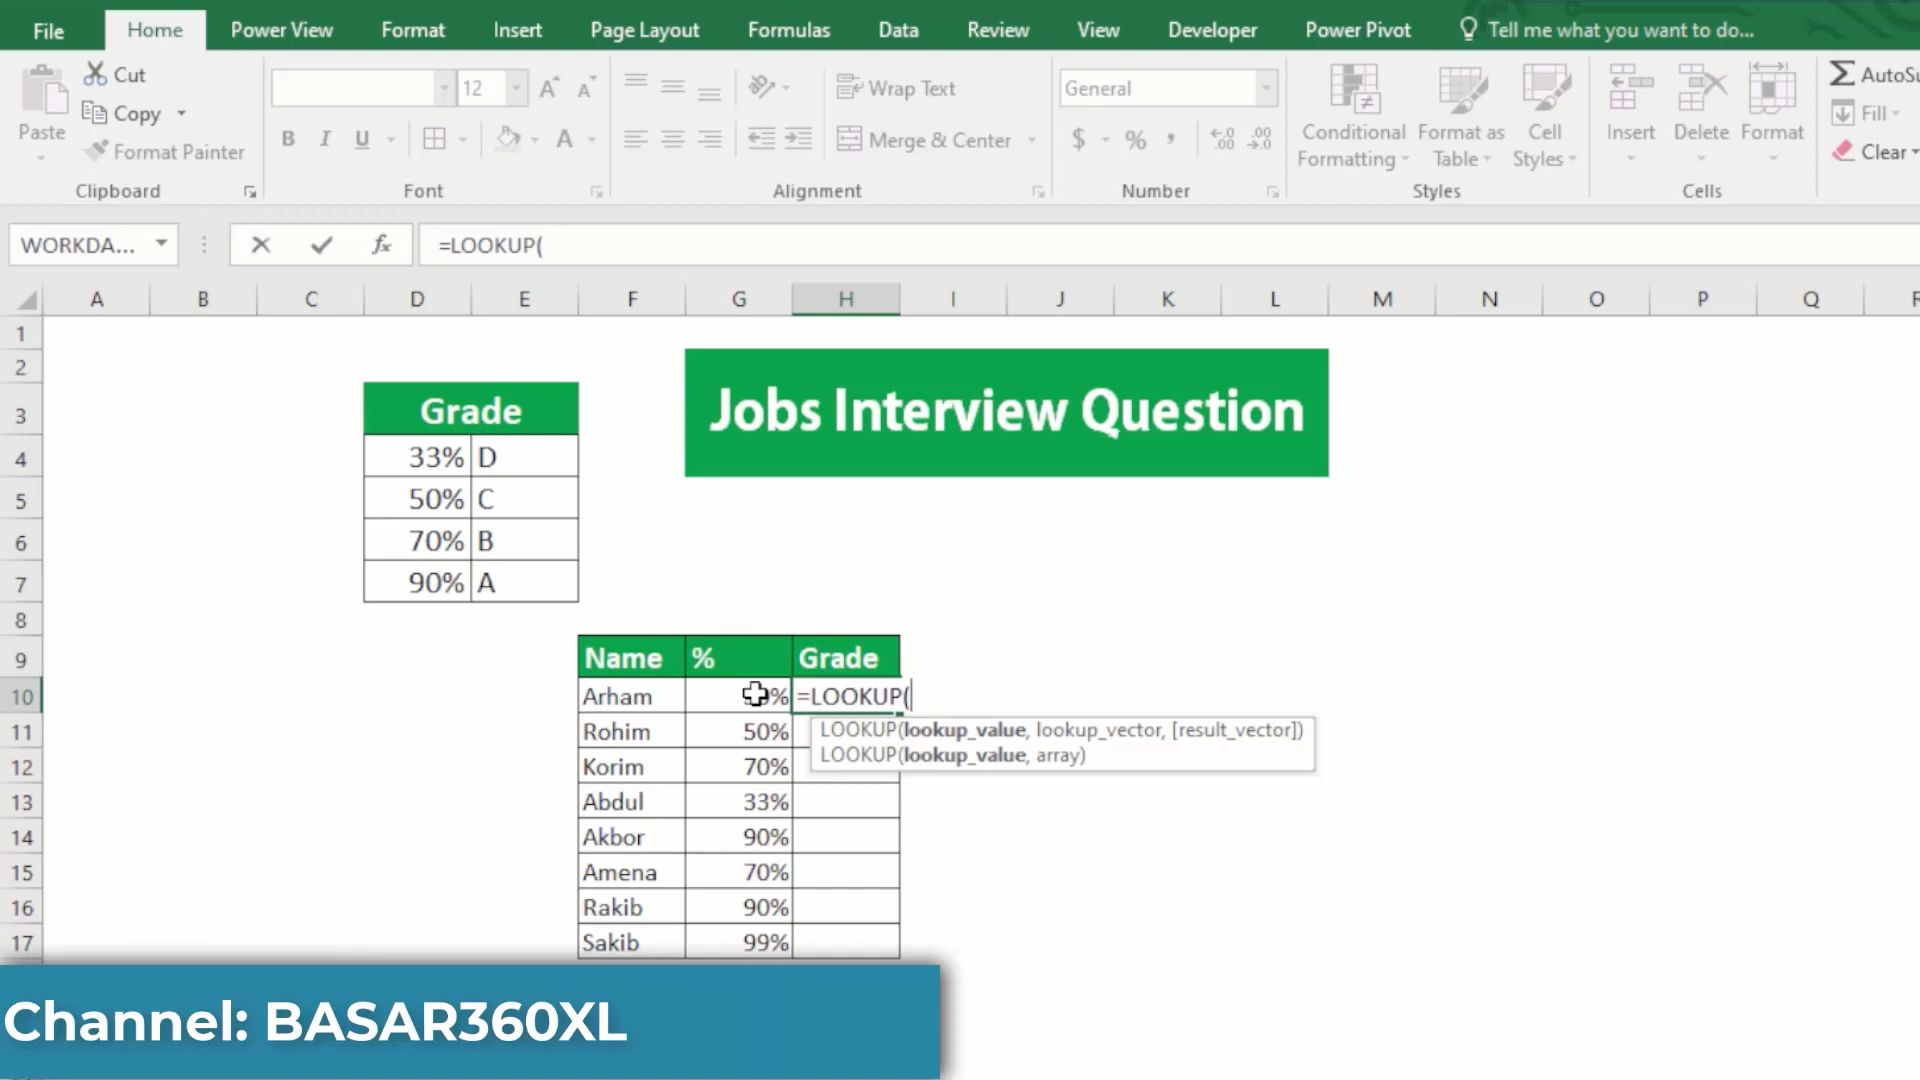 File Home Power View Format Insert Page Layout Formulas Data Review View Developer Power Pivot Tell me what you want to do...
Paste Cut Copy Format Painter
Clipboard
12
B I U A
Font
Wrap Text
Merge & Center
Alignment
General
$ % ,
Number
Conditional Formatting Format as Table Cell Styles
Styles
Insert Delete Format
Cells
Σ AutoSu
Fill
Clear
WORKDA... fx =LOOKUP(
A B C D E F G H I J K L M N O P Q R
1
2
3 Grade Jobs Interview Question
4 33% D
5 50% C
6 70% B
7 90% A
8
9 Name % Grade
10 Arham % =LOOKUP(
11 Rohim 50% LOOKUP(lookup_value, lookup_vector, [result_vector])
LOOKUP(lookup_value, array)
12 Korim 70%
13 Abdul 33%
14 Akbor 90%
15 Amena 70%
16 Rakib 90%
17 Sakib 99%
Channel: BASAR360XL